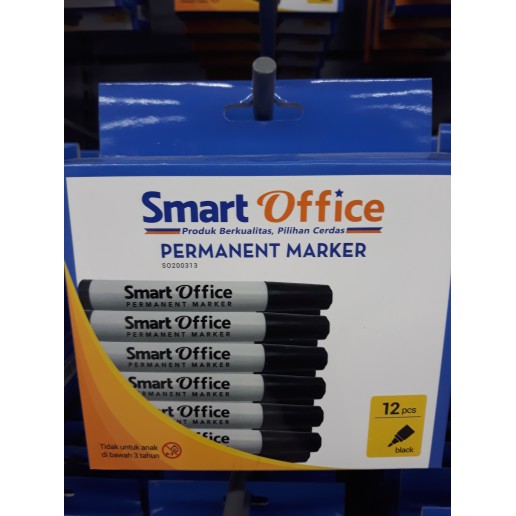 Smart Office
Produk Berkualitas, Pilihan Cerdas
PERMANENT MARKER
SO200313
Smart Office
PERMANENT MARKER
Smart Office
PERMANENT MARKER
Smart Office
PERMANENT MARKER
Smart Office
PERMANENT MARKER
Smart Office
PERMANENT MARKER
Smart Office
12 pcs
black
Tidak untuk anak
di bawah 3 tahun